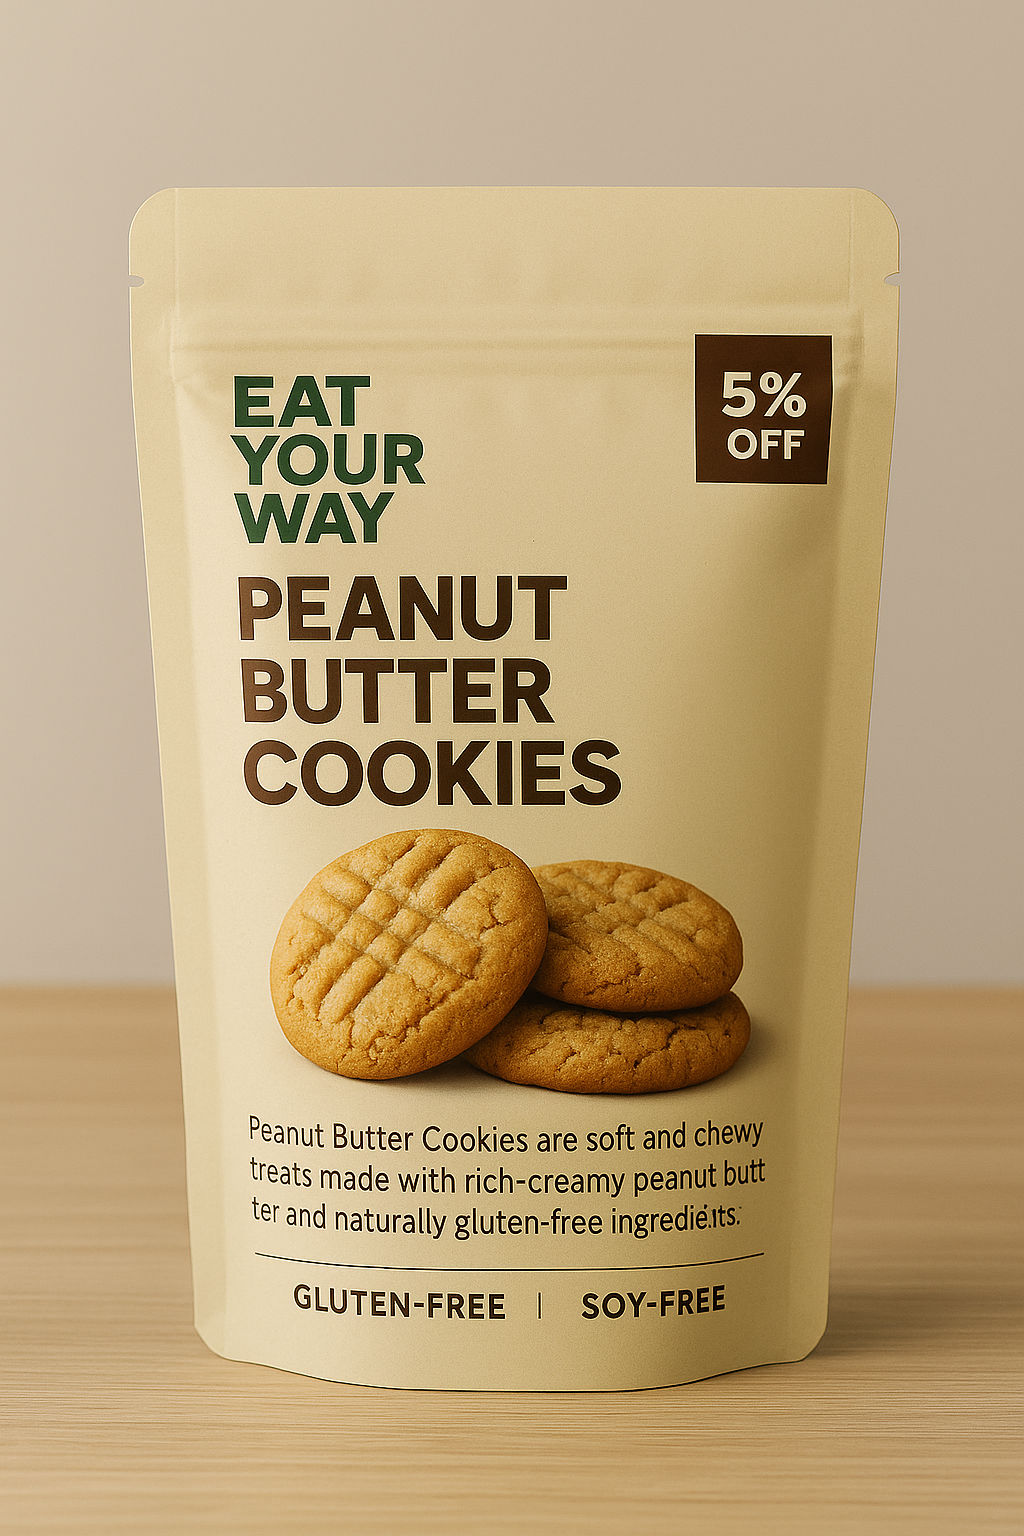 EAT
YOUR
WAY
5%
OFF
PEANUT
BUTTER
COOKIES
Peanut Butter Cookies are soft and chewy
treats made with rich-creamy peanut butt
ter and naturally gluten-free
GLUTEN-FREE | SOY-FREE